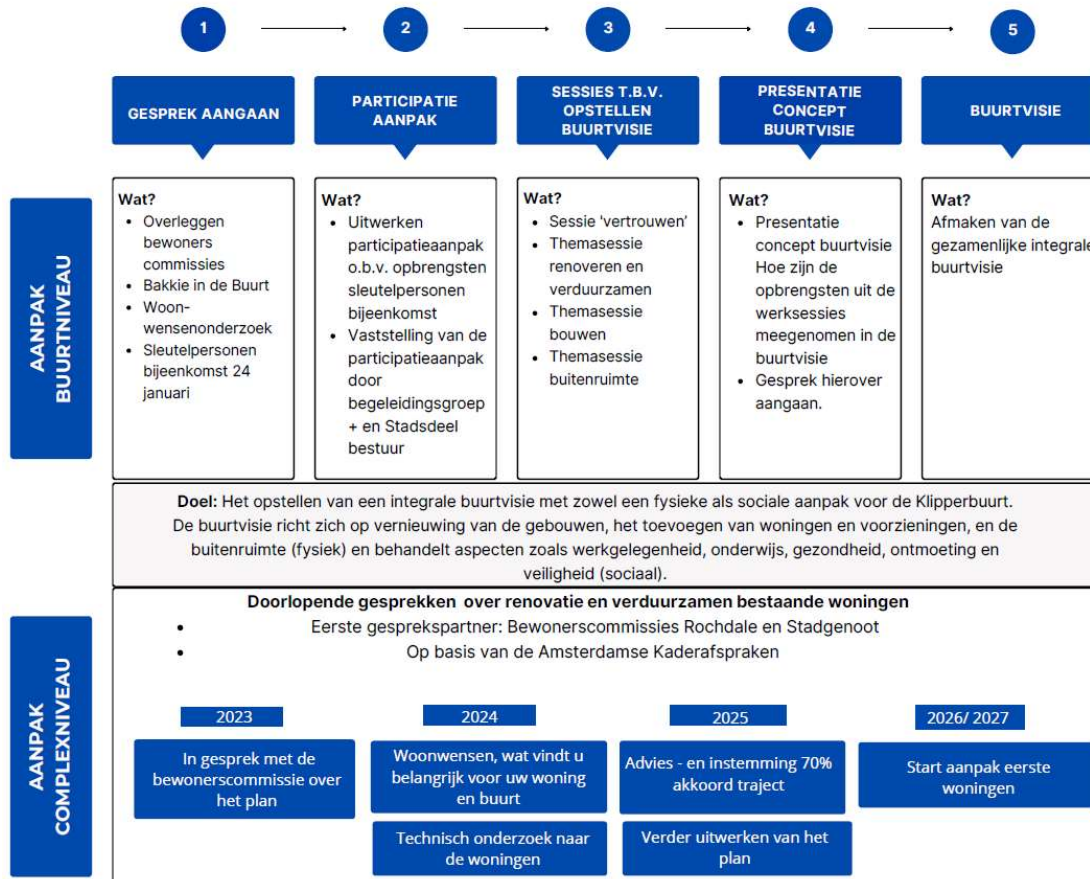 1
2
3
4
5
GESPREK AANGAAN
PARTICIPATIE
AANPAK
SESSIES T.B.V.
OPSTELLEN
BUURTVISIE
PRESENTATIE
CONCEPT
BUURTVISIE
BUURTVISIE
AANPAK
BUURTNIVEAU
Wat?
• Overleggen
bewoners
commissies
• Bakkie in de Buurt
• Woon-
wensenonderzoek
• Sleutelpersonen
bijeenkomst 24
januari
Wat?
• Uitwerken
participatieaanpak
o.b.v. opbrengsten
sleutelpersonen
bijeenkomst
• Vaststelling van de
participatieaanpak
door
begeleidingsgroep
+ en Stadsdeel
bestuur
Wat?
• Sessie ‘vertrouwen’
• Themasessie
renoveren en
verduurzamen
• Themasessie
bouwen
• Themasessie
buitenruimte
Wat?
• Presentatie
concept buurtvisie
Hoe zijn de
opbrengsten uit de
werksessies
meegenomen in de
buurtvisie
• Gesprek hierover
aangaan.
Wat?
Afmaken van de
gezamenlijke integrale
buurtvisie
Doel: Het opstellen van een integrale buurtvisie met zowel een fysieke als sociale aanpak voor de Klipperbuurt.
De buurtvisie richt zich op vernieuwing van de gebouwen, het toevoegen van woningen en voorzieningen, en de
buitenruimte (fysiek) en behandelt aspecten zoals werkgelegenheid, onderwijs, gezondheid, ontmoeting en
veiligheid (sociaal).
AANPAK
COMPLEXNIVEAU
Doorlopende gesprekken over renovatie en verduurzamen bestaande woningen
• Eerste gesprekspartner: Bewonerscommissies Rochdale en Stadgenoot
• Op basis van de Amsterdamse Kaderafspraken
2023
In gesprek met de
bewonerscommissie over
het plan
2024
Woonwensen, wat vindt u
belangrijk voor uw woning
en buurt
Technisch onderzoek naar
de woningen
2025
Advies - en instemming 70%
akkoord traject
Verder uitwerken van het
plan
2026/ 2027
Start aanpak eerste
woningen